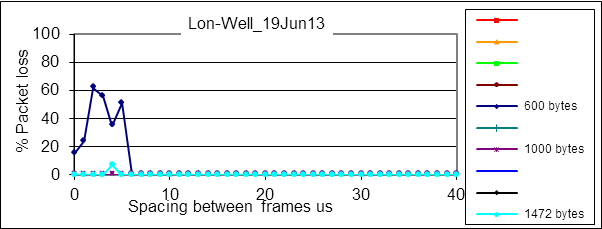 Lon-Well_19Jun13
% Packet loss
100
80
60
40
20
0
0 10 20 30 40
Spacing between frames us
600 bytes
1000 bytes
1472 bytes